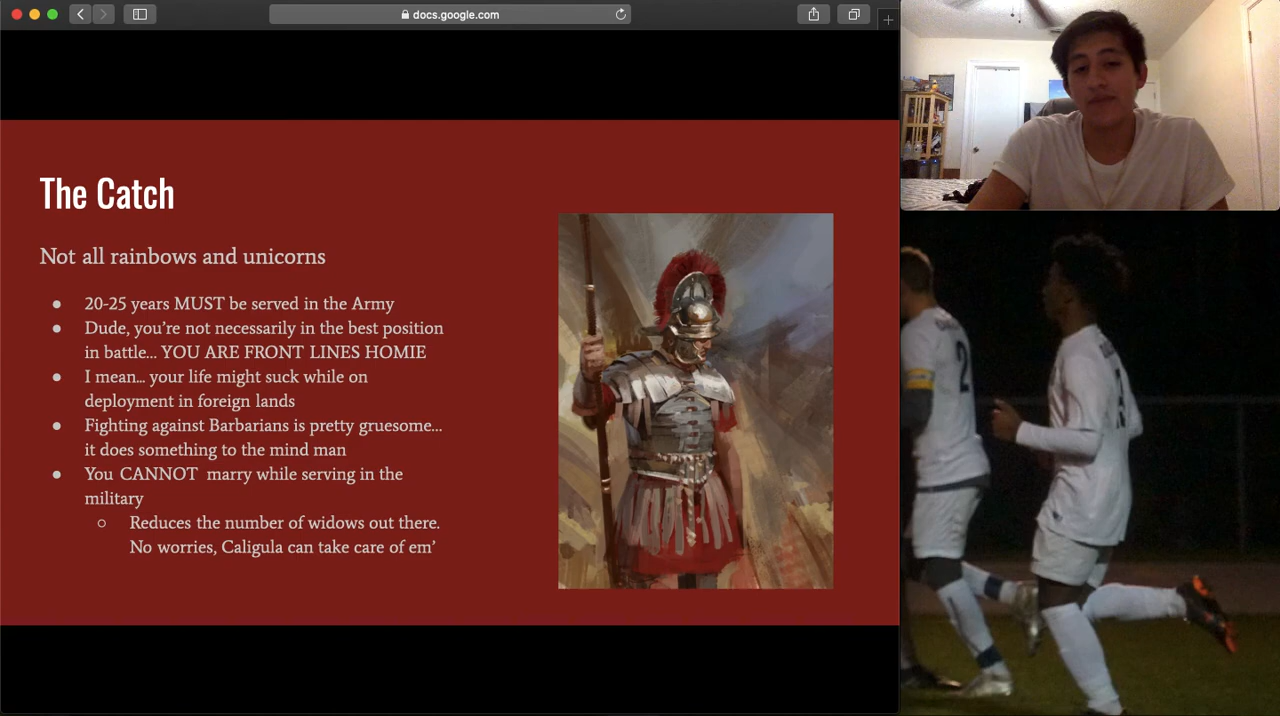 docs.google.com
The Catch
Not all rainbows and unicorns
● 20-25 years MUST be served in the Army
● Dude, you're not necessarily in the best position
in battle... YOU ARE FRONT LINES HOMIE
● I mean... your life might suck while on
deployment in foreign lands
● Fighting against Barbarians is pretty gruesome...
it does something to the mind man
● You CANNOT marry while serving in the
military
○ Reduces the number of widows out there.
No worries, Caligula can take care of em'
2